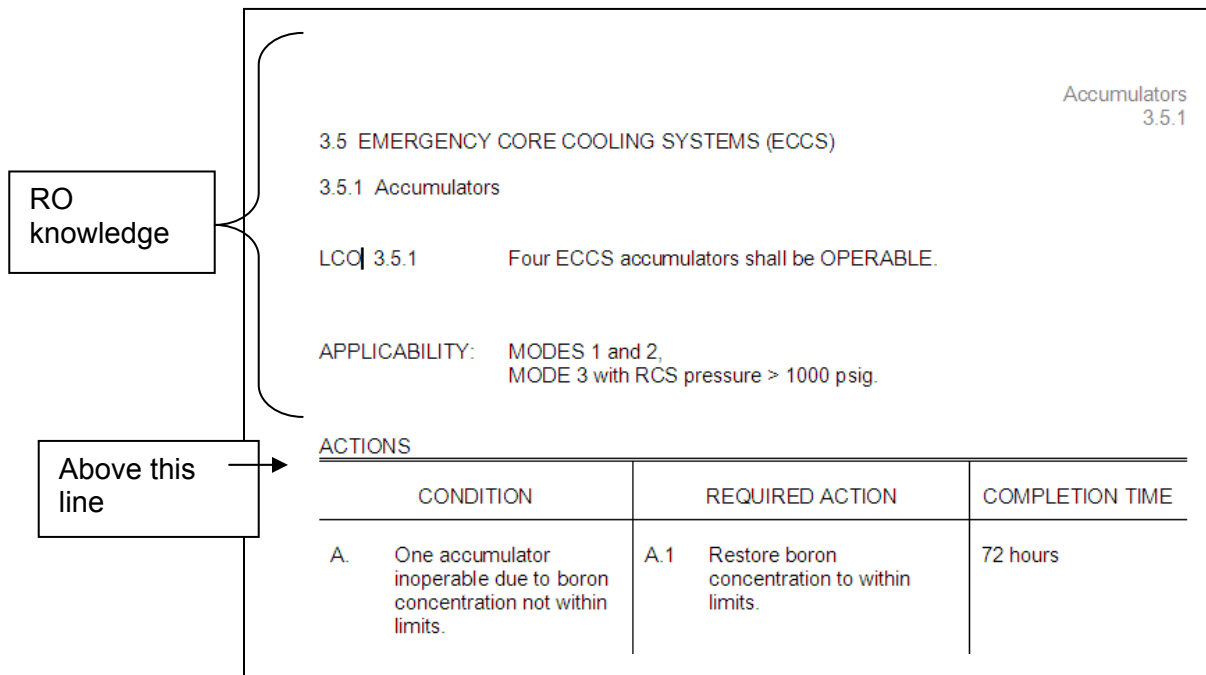 Accumulators
3.5.1
3.5 EMERGENCY CORE COOLING SYSTEMS (ECCS)
3.5.1 Accumulators
RO
knowledge
LCO 3.5.1 Four ECCS accumulators shall be OPERABLE.
APPLICABILITY: MODES 1 and 2,
MODE 3 with RCS pressure > 1000 psig.
Above this
line
ACTIONS
CONDITION REQUIRED ACTION COMPLETION TIME
A. One accumulator A.1 Restore boron 72 hours
inoperable due to boron concentration to within
concentration not within limits.
limits.